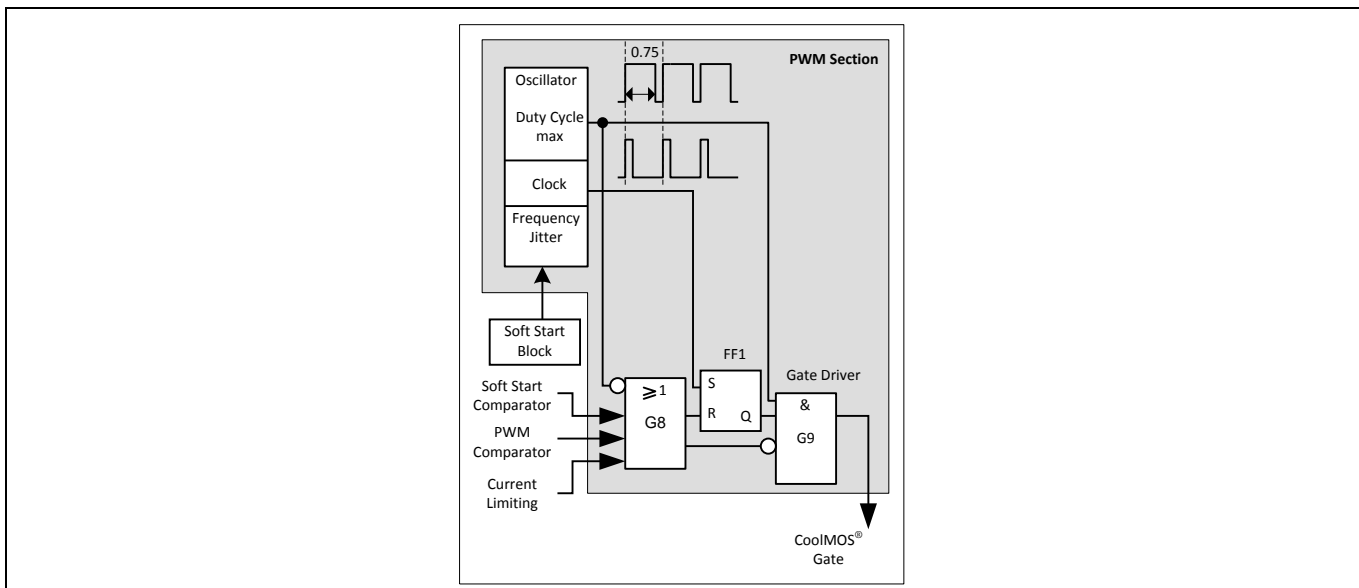 0.75
PWM Section
Oscillator
Duty Cycle
max
Clock
Frequency
Jitter
Soft Start
Block
FF1
Gate Driver
Soft Start
Comparator
PWM
Comparator
Current
Limiting
⩾1
G8
S
R Q
&
G9
CoolMOS®
Gate